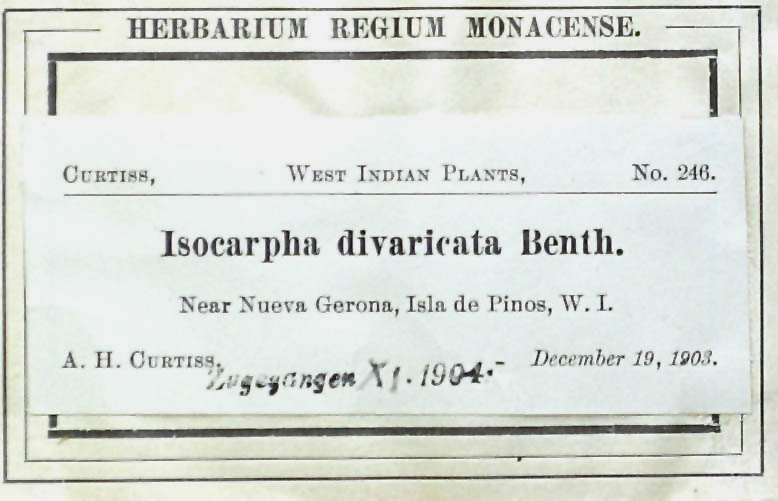 HERBARIUM REGIUM MONACENSE.
CURTISS, WEST INDIAN PLANTS, No. 246.
Isocarpha divaricata Benth.
Near Nueva Gerona, Isla de Pinos, W. I.
A. H. CURTISS. December 19, 1903.
Zugegangen XI. 1904.-